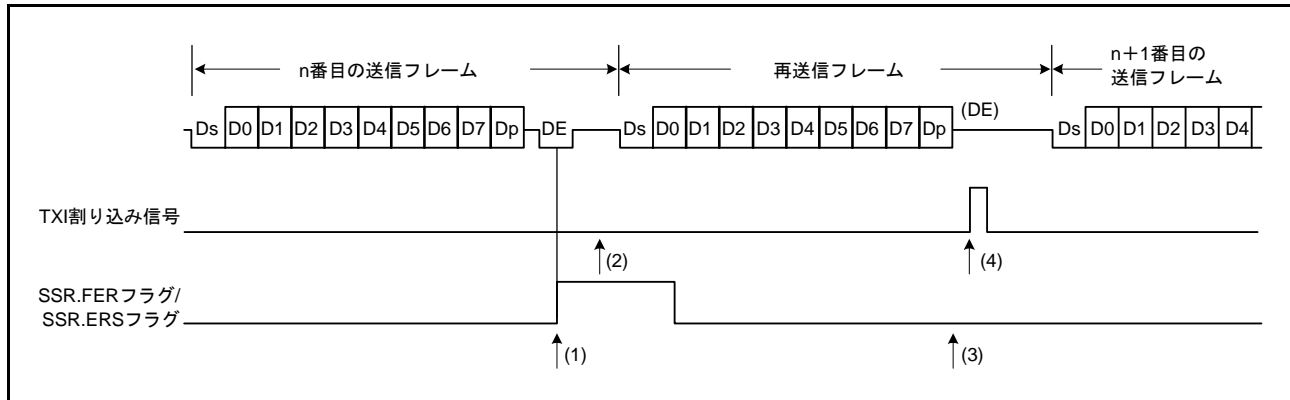 n番目の送信フレーム
再送信フレーム
n+1番目の
送信フレーム
Ds D0 D1 D2 D3 D4 D5 D6 D7 Dp DE Ds D0 D1 D2 D3 D4 D5 D6 D7 Dp (DE) Ds D0 D1 D2 D3 D4
TXI割り込み信号
(2) (4)
SSR.FERフラグ/
SSR.ERSフラグ
(1) (3)